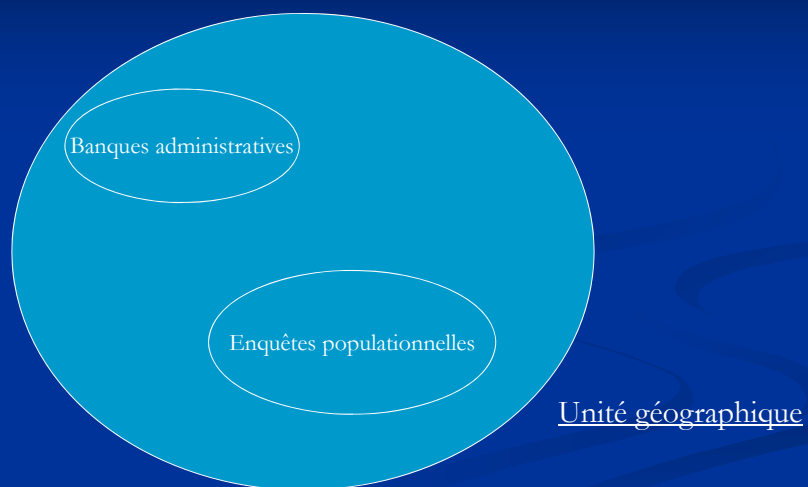 Banques administratives
Enquêtes populationnelles
Unité géographique